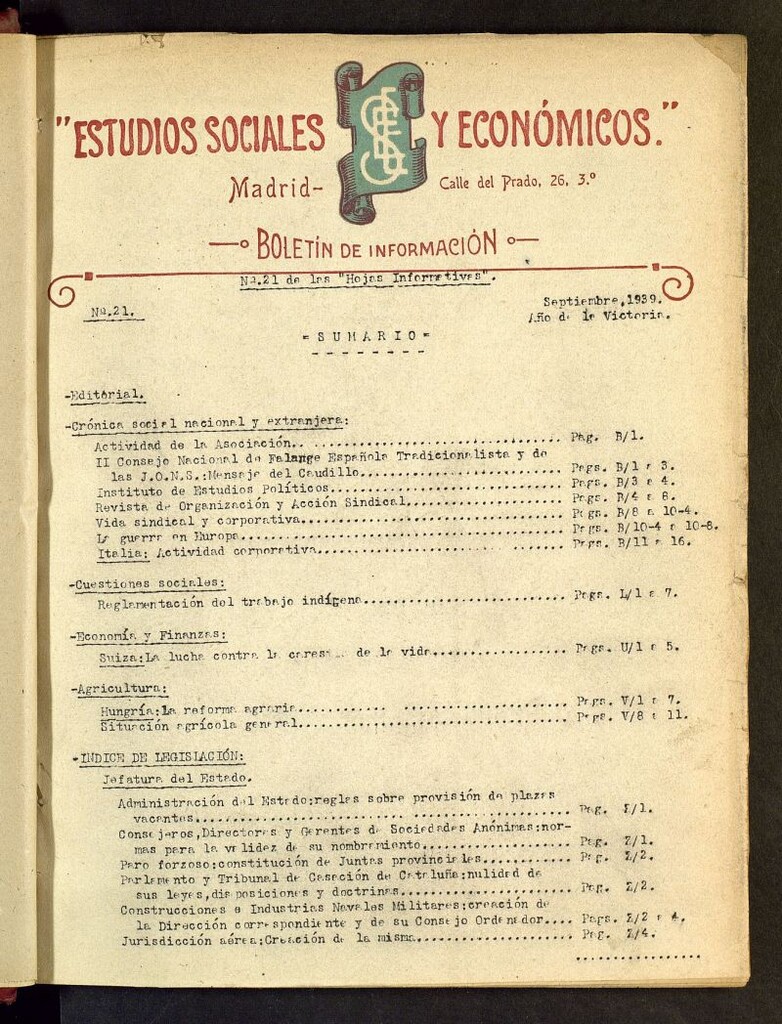 "ESTUDIOS SOCIALES Y ECONÓMICOS."
Madrid- Calle del Prado, 26, 3.º
BOLETÍN DE INFORMACIÓN
Nº.21 de las "Hojas Informativas".
Nº.21.
Septiembre,1939.
Año de la Victoria.
= S U M A R I O =
-Editorial.
-Crónica social nacional y extranjera:
Actividad de la Asociación.. ........................................ Pág. B/1.
II Consejo Nacional de Falange Española Tradicionalista y de
las J.O.N.S.:Mensaje del Caudillo............................. Pags. B/1 a 3.
Instituto de Estudios Políticos................................... Pags. B/3 a 4.
Revista de Organización y Acción Sindical......................... Pags. B/4 a 8.
Vida sindical y corporativa....................................... Pags. B/8 a 10-4.
La guerra en Europa............................................... Pags. B/10-4 a 10-8.
Italia: Actividad corporativa..................... ....... Pags. B/11 a 16.
-Cuestiones sociales:
Reglamentación del trabajo indígena............................. Pags. L/1 a 7.
-Economía y Finanzas:
Suiza:La lucha contra la de la vida................... Pags. U/1 a 5.
-Agricultura:
Hungría:La reforma agraria............ ........................ Pags. V/1 a 7.
Situación agrícola general....................................... Pags. V/8 a 11.
-INDICE DE LEGISLACIÓN:
Jefatura del Estado.
Administración del Estado:reglas sobre provisión de plazas
vacantes.......................... ............................ Pag. Z/1.
Consejeros,Directores y Gerentes de Sociedades Anónimas:nor-
mas para la validez de su nombramiento..................... Pag. Z/1.
Paro forzoso:constitución de Juntas provinciales............. Pag. Z/2.
Parlamento y Tribunal de Casación de Cataluña:nulidad de
sus leyes,disposiciones y doctrinas........................ Pag. Z/2.
Construcciones e Industrias Navales Militares:creación de
la Dirección correspondiente y de su Consejo Ordenador.... Pags. Z/2 a 4.
Jurisdicción aérea:Creación de la misma...................... Pag. Z/4.
................